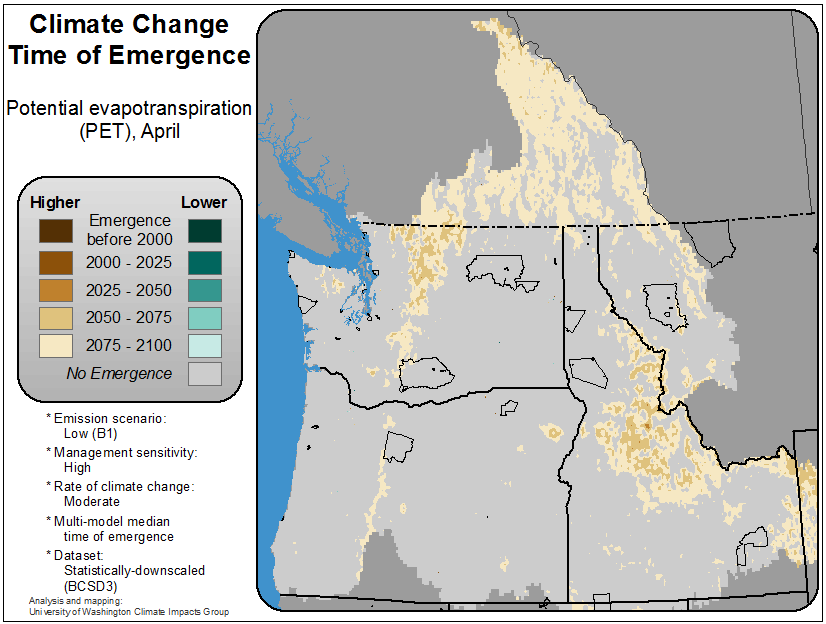 Climate Change
Time of Emergence
Potential evapotranspiration
(PET), April
Higher
Lower
Emergence
before 2000
2000 - 2025
2025 - 2050
2050 - 2075
2075 - 2100
No Emergence
* Emission scenario:
Low (B1)
* Management sensitivity:
High
* Rate of climate change:
Moderate
* Multi-model median
time of emergence
* Dataset:
Statistically-downscaled
(BCSD3)
Analysis and mapping:
University of Washington Climate Impacts Group